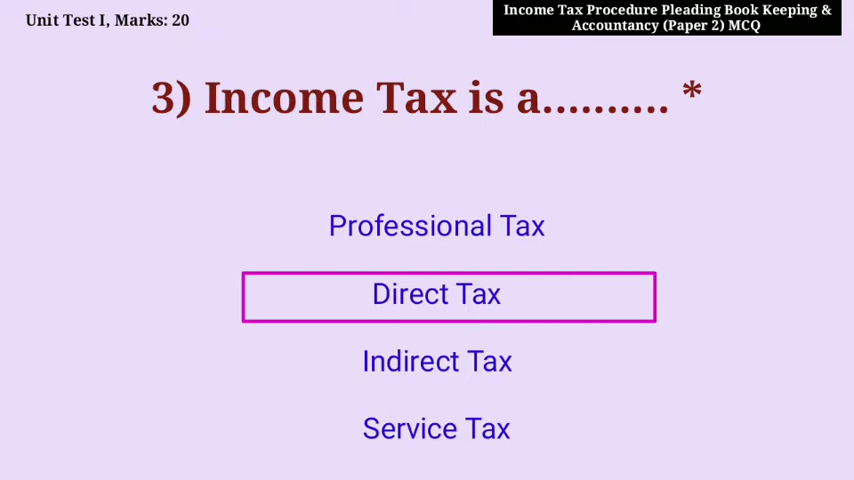 Unit Test I, Marks: 20
Income Tax Procedure Pleading Book Keeping &
Accountancy (Paper 2) MCQ
3) Income Tax is a.......... *
Professional Tax
Direct Tax
Indirect Tax
Service Tax